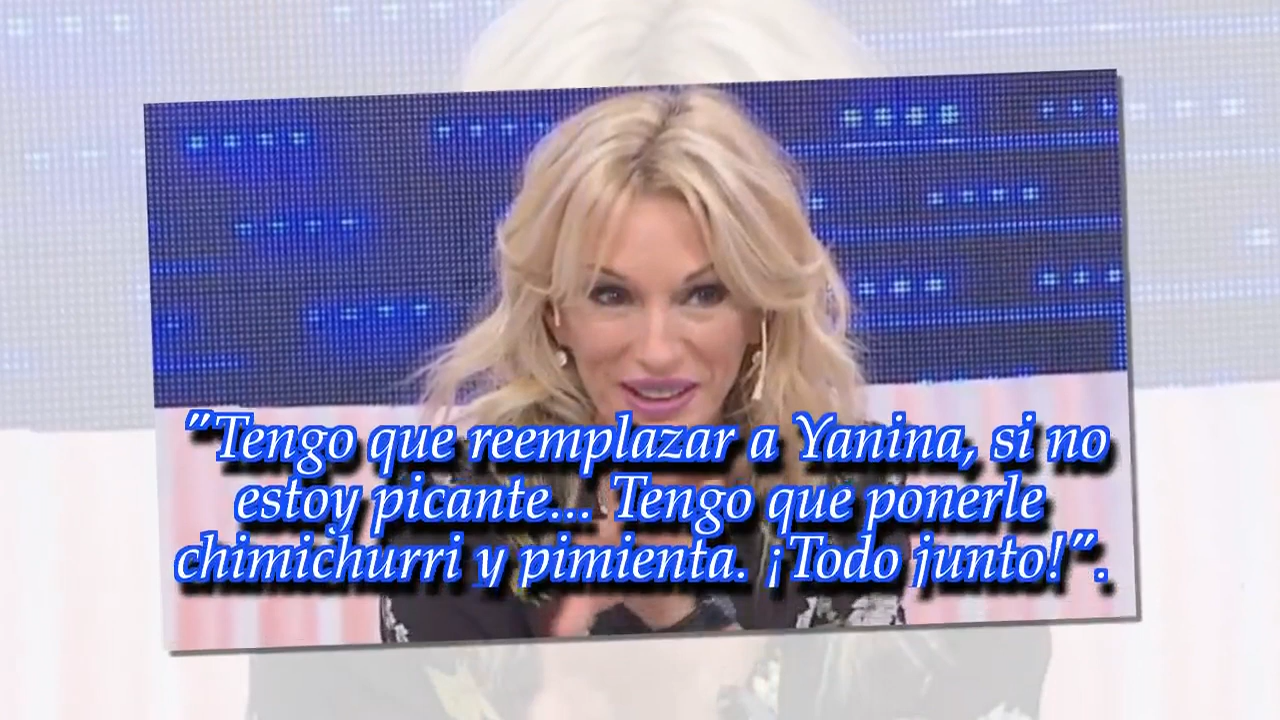 "Tengo que reemplazar a Yanina, si no
estoy picante... Tengo que ponerle
chimichurri y pimienta. ¡Todo junto!".